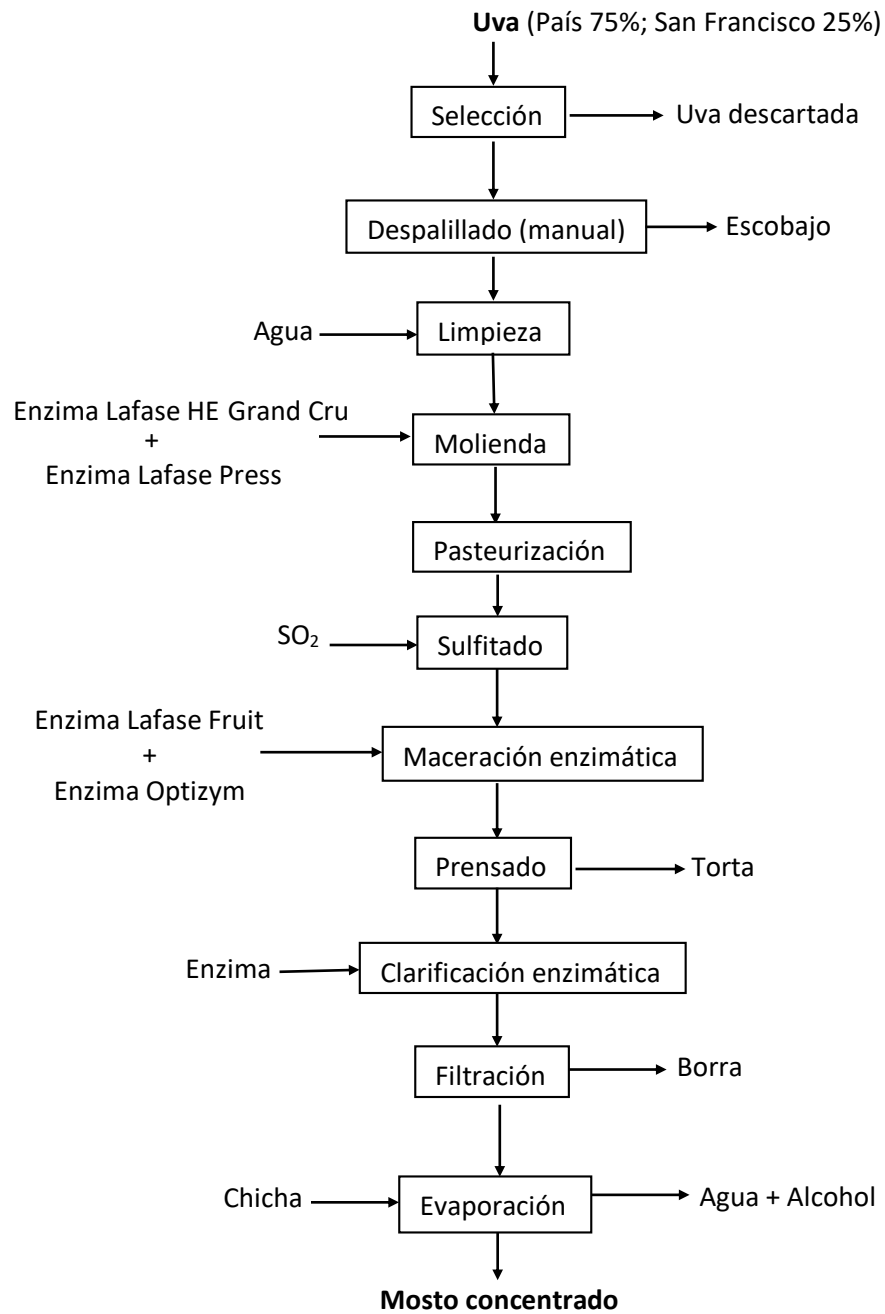 Uva (País 75%; San Francisco 25%)
Selección
Uva descartada
Despalillado (manual)
Escobajo
Agua
Limpieza
Enzima Lafase HE Grand Cru
+
Enzima Lafase Press
Molienda
Pasteurización
SO₂
Sulfitado
Enzima Lafase Fruit
+
Enzima Optizym
Maceración enzimática
Prensado
Torta
Enzima
Clarificación enzimática
Filtración
Borra
Chicha
Evaporación
Agua + Alcohol
Mosto concentrado